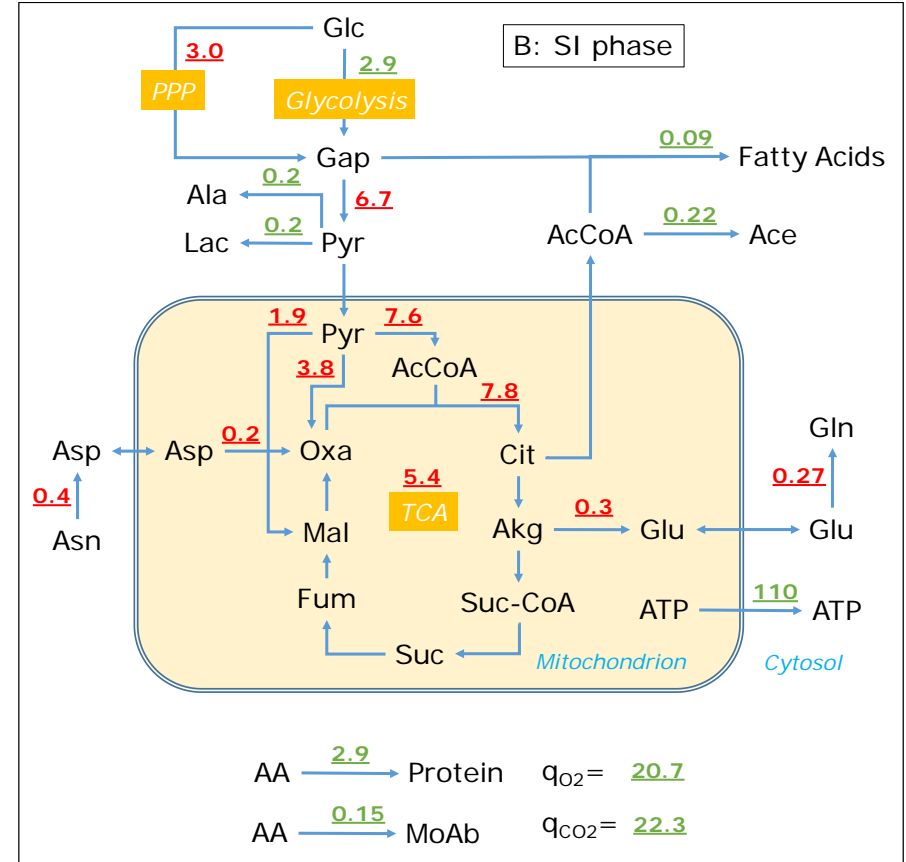 Glc
B: SI phase
3.0
2.9
PPP
Glycolysis
Gap
0.09
Fatty Acids
Ala
0.2
6.7
Lac
0.2
Pyr
AcCoA
0.22
Ace
1.9
Pyr
7.6
3.8
AcCoA
7.8
Asp
Asp
0.2
Oxa
Cit
Gln
0.4
5.4
0.27
TCA
Asn
Mal
Akg
0.3
Glu
Glu
Fum
Suc-CoA
ATP
110
ATP
Suc
Mitochondrion
Cytosol
AA
2.9
Protein
qO2=
20.7
AA
0.15
MoAb
qCO2=
22.3